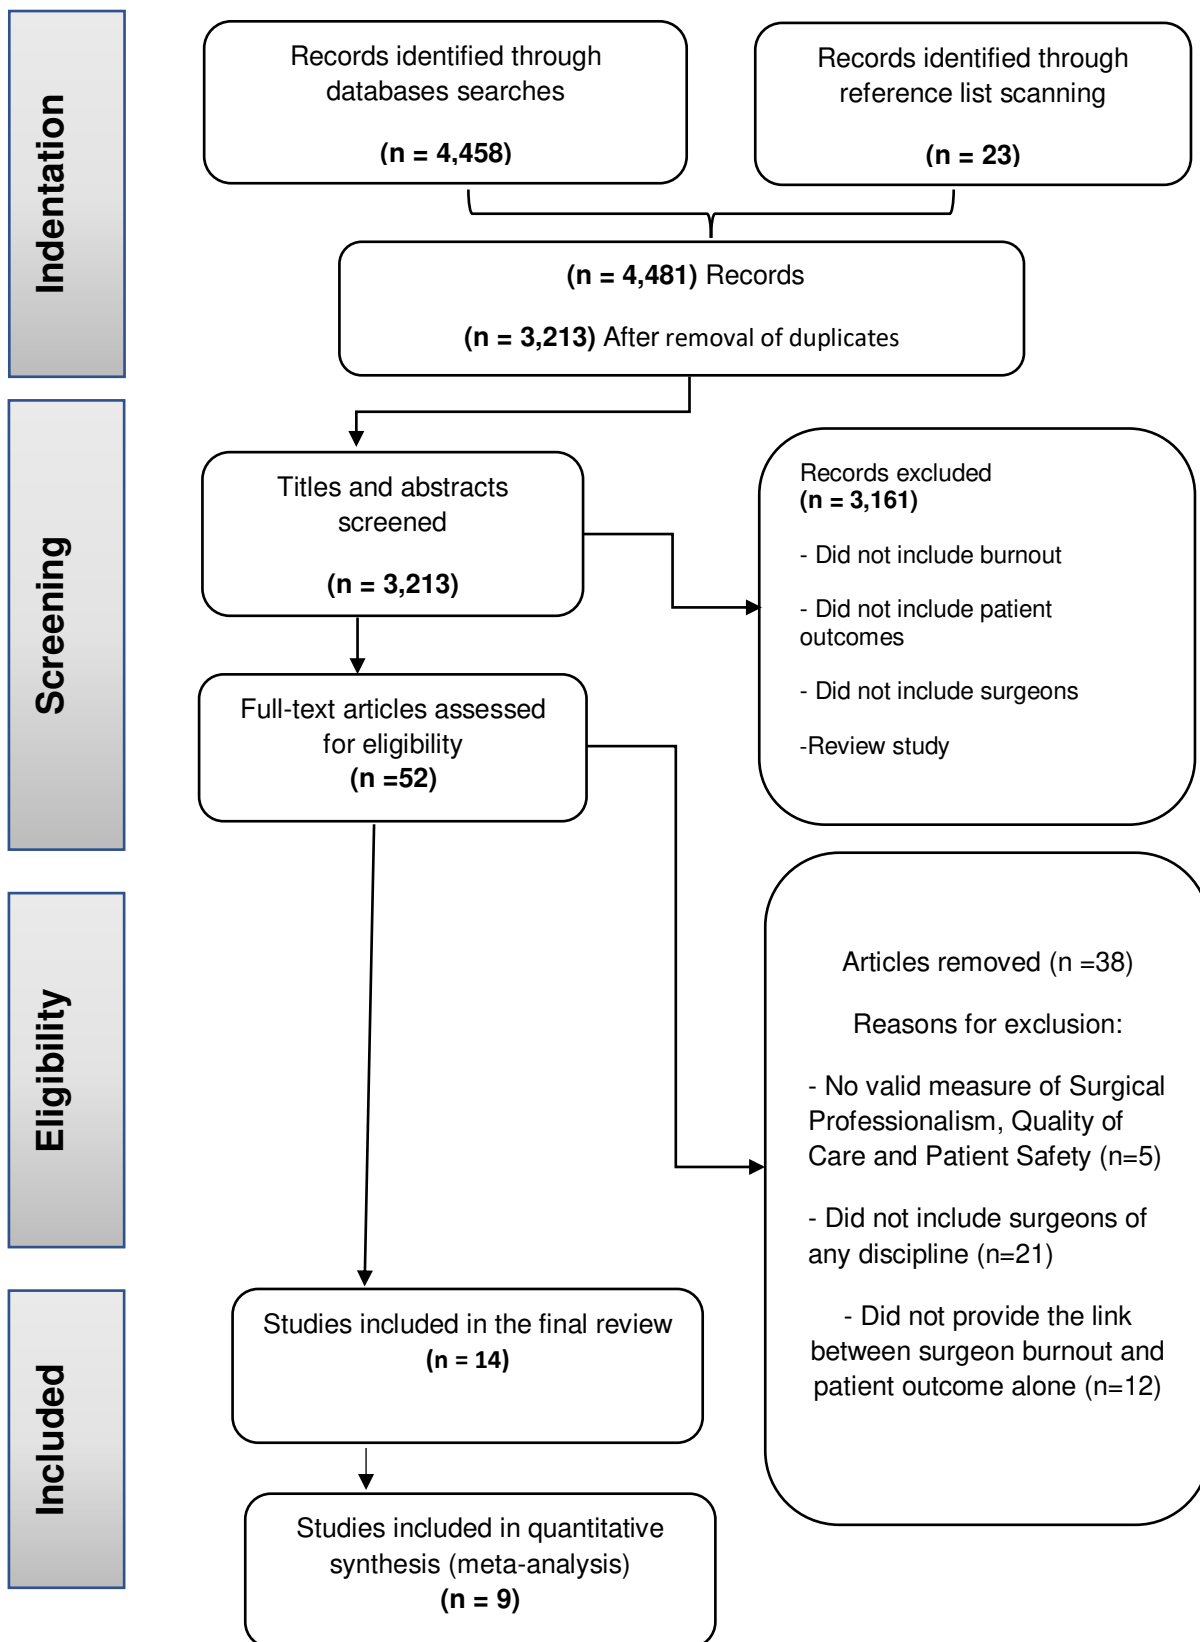 Indentation
Records identified through
databases searches
(n = 4,458)
Records identified through
reference list scanning
(n = 23)
(n = 4,481) Records
(n = 3,213) After removal of duplicates
Screening
Titles and abstracts
screened
(n = 3,213)
Records excluded
(n = 3,161)
- Did not include burnout
- Did not include patient
outcomes
- Did not include surgeons
-Review study
Full-text articles assessed
for eligibility
(n =52)
Eligibility
Articles removed (n =38)
Reasons for exclusion:
- No valid measure of Surgical
Professionalism, Quality of
Care and Patient Safety (n=5)
- Did not include surgeons of
any discipline (n=21)
- Did not provide the link
between surgeon burnout and
patient outcome alone (n=12)
Included
Studies included in the final review
(n = 14)
Studies included in quantitative
synthesis (meta-analysis)
(n = 9)